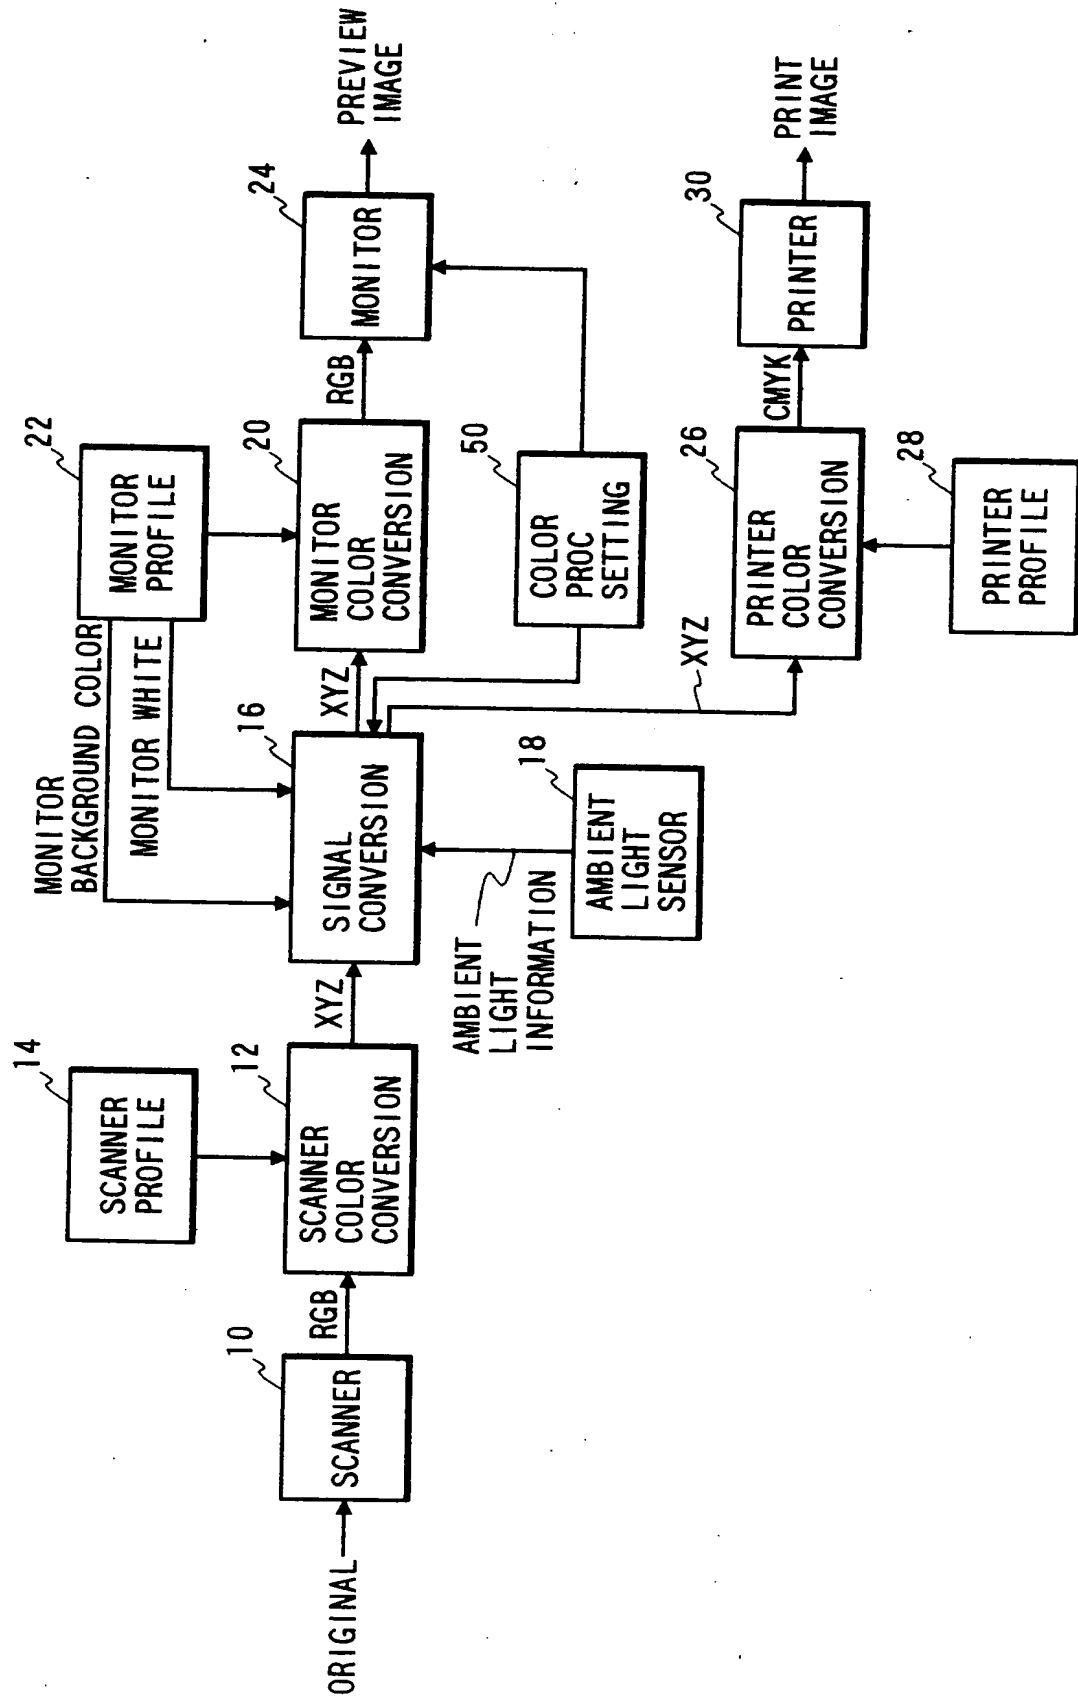 ORIGINAL
10
SCANNER
RGB
14
SCANNER
PROFILE
12
SCANNER
COLOR
CONVERSION
XYZ
MONITOR
BACKGROUND COLOR
MONITOR WHITE
16
SIGNAL
CONVERSION
AMBIENT
LIGHT
INFORMATION
18
AMBIENT
LIGHT
SENSOR
22
MONITOR
PROFILE
XYZ
20
MONITOR
COLOR
CONVERSION
RGB
24
MONITOR
PREVIEW
IMAGE
50
COLOR
PROC
SETTING
XYZ
26
PRINTER
COLOR
CONVERSION
28
PRINTER
PROFILE
CMYK
30
PRINTER
PRINT
IMAGE